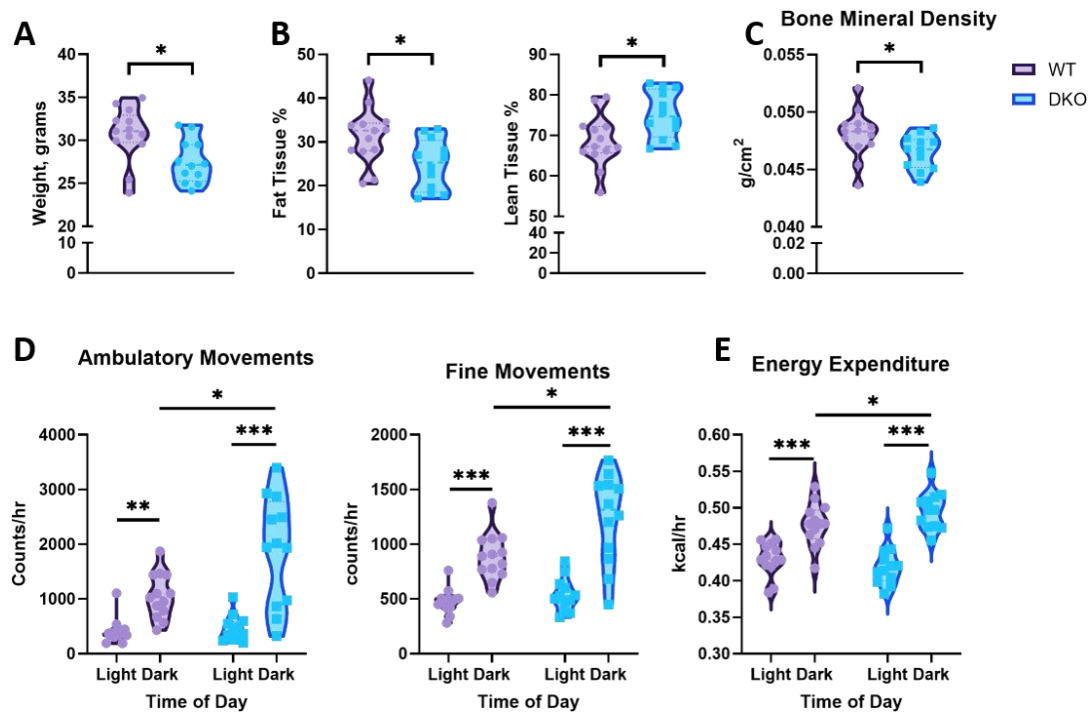 A
B
C
Bone Mineral Density
WT
DKO
*
*
*
*
Weight, grams
40
35
30
25
20
10
0
Fat Tissue %
50
40
30
20
10
0
Lean Tissue %
90
80
70
60
50
40
20
0
g/cm²
0.055
0.050
0.045
0.040
0.02
0.00
D
Ambulatory Movements
*
**
***
Counts/hr
4000
3000
2000
1000
0
Light Dark Light Dark
Time of Day
Fine Movements
*
***
***
counts/hr
2000
1500
1000
500
0
Light Dark Light Dark
Time of Day
E
Energy Expenditure
*
***
***
kcal/hr
0.60
0.55
0.50
0.45
0.40
0.35
0.30
Light Dark Light Dark
Time of Day